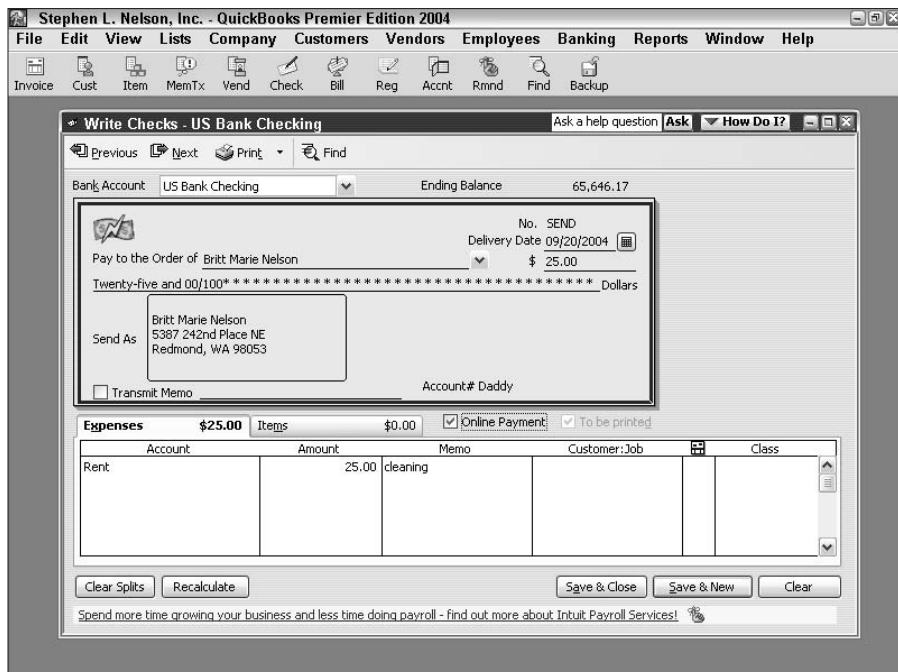 Stephen L. Nelson, Inc. - QuickBooks Premier Edition 2004
File Edit View Lists Company Customers Vendors Employees Banking Reports Window Help
Invoice Cust Item MemTx Vend Check Bill Reg Accnt Rmnd Find Backup
Write Checks - US Bank Checking Ask a help question Ask How Do I?
Previous Next Print Find
Bank Account US Bank Checking Ending Balance 65,646.17
No. SEND
Delivery Date 09/20/2004
Pay to the Order of Britt Marie Nelson $ 25.00
Twenty-five and 00/100* * * * * * * * * * * * * * * * * * * * * * * * * * * * * * * * * * * * * * * * * * Dollars
Britt Marie Nelson
Send As 5387 242nd Place NE
Redmond, WA 98053
Transmit Memo Account# Daddy
Expenses $25.00 Items $0.00 Online Payment To be printed
Account Amount Memo Customer:Job Class
Rent 25.00 cleaning
Clear Splits Recalculate Save & Close Save & New Clear
Spend more time growing your business and less time doing payroll - find out more about Intuit Payroll Services!